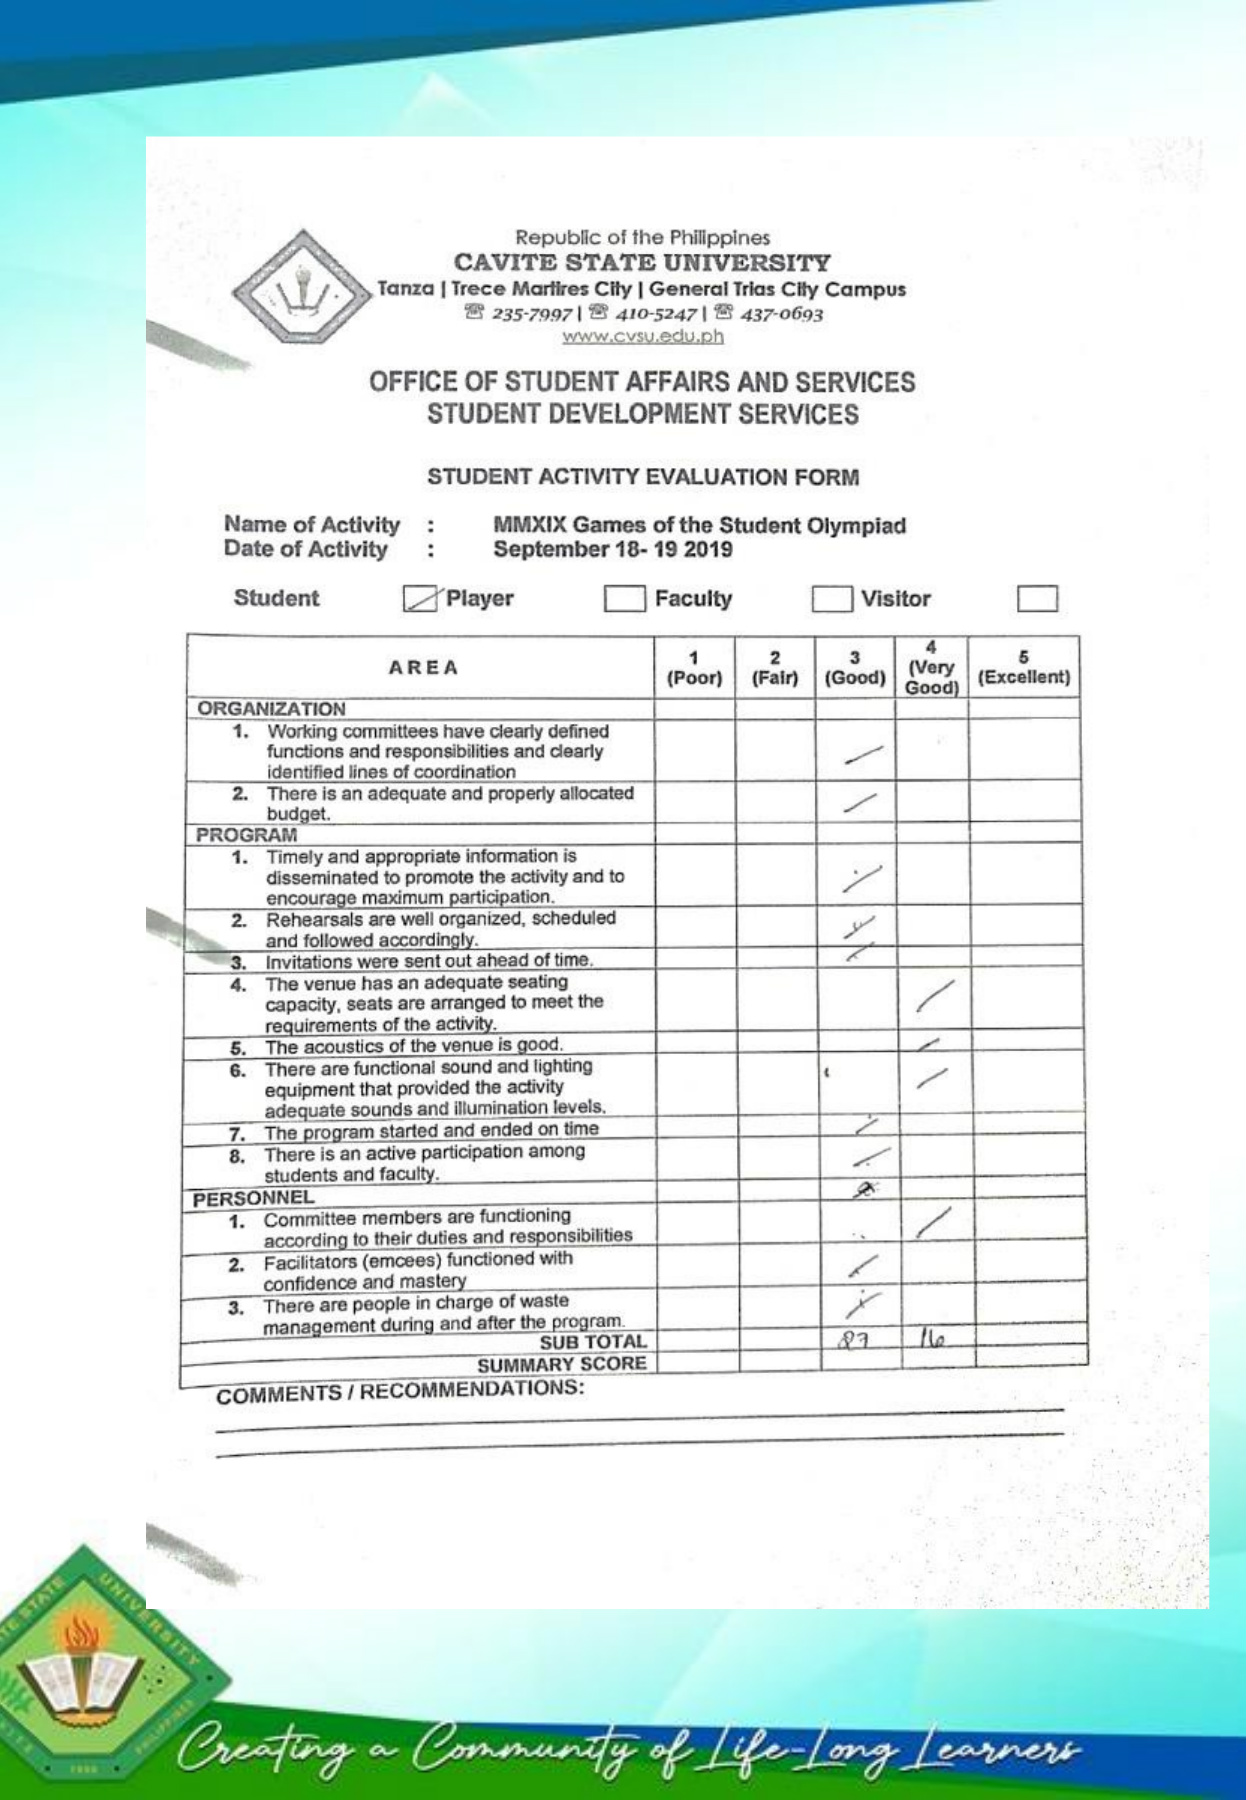 Republic of the Philippines
CAVITE STATE UNIVERSITY
Tanza | Trece Martires City | General Trias City Campus
☏ 235-7997 | ☏ 410-5247 | ☏ 437-0693
www.cvsu.edu.ph
OFFICE OF STUDENT AFFAIRS AND SERVICES
STUDENT DEVELOPMENT SERVICES
STUDENT ACTIVITY EVALUATION FORM
Name of Activity : MMXIX Games of the Student Olympiad
Date of Activity : September 18- 19 2019
Student Player Faculty Visitor
AREA 1 (Poor) 2 (Fair) 3 (Good) 4 (Very Good) 5 (Excellent)
ORGANIZATION
1. Working committees have clearly defined
functions and responsibilities and clearly
identified lines of coordination
2. There is an adequate and properly allocated
budget.
PROGRAM
1. Timely and appropriate information is
disseminated to promote the activity and to
encourage maximum participation.
2. Rehearsals are well organized, scheduled
and followed accordingly.
3. Invitations were sent out ahead of time.
4. The venue has an adequate seating
capacity, seats are arranged to meet the
requirements of the activity.
5. The acoustics of the venue is good.
6. There are functional sound and lighting
equipment that provided the activity
adequate sounds and illumination levels.
7. The program started and ended on time
8. There is an active participation among
students and faculty.
PERSONNEL
1. Committee members are functioning
according to their duties and responsibilities
2. Facilitators (emcees) functioned with
confidence and mastery
3. There are people in charge of waste
management during and after the program.
SUB TOTAL 16
SUMMARY SCORE
COMMENTS / RECOMMENDATIONS:
UNIVERSITY
Creating a Community of Life-Long Learners